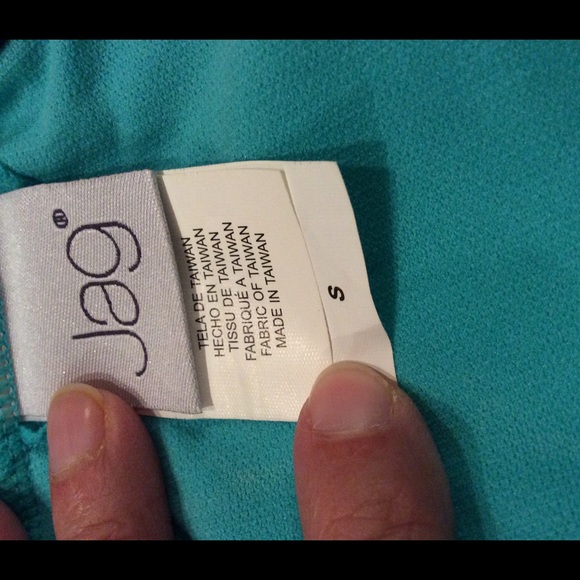 Jag®
TELA DE TAIWAN
HECHO EN TAIWAN
TISSU DE TAIWAN
FABRIQUÉ A TAIWAN
FABRIC OF TAIWAN
MADE IN TAIWAN
S